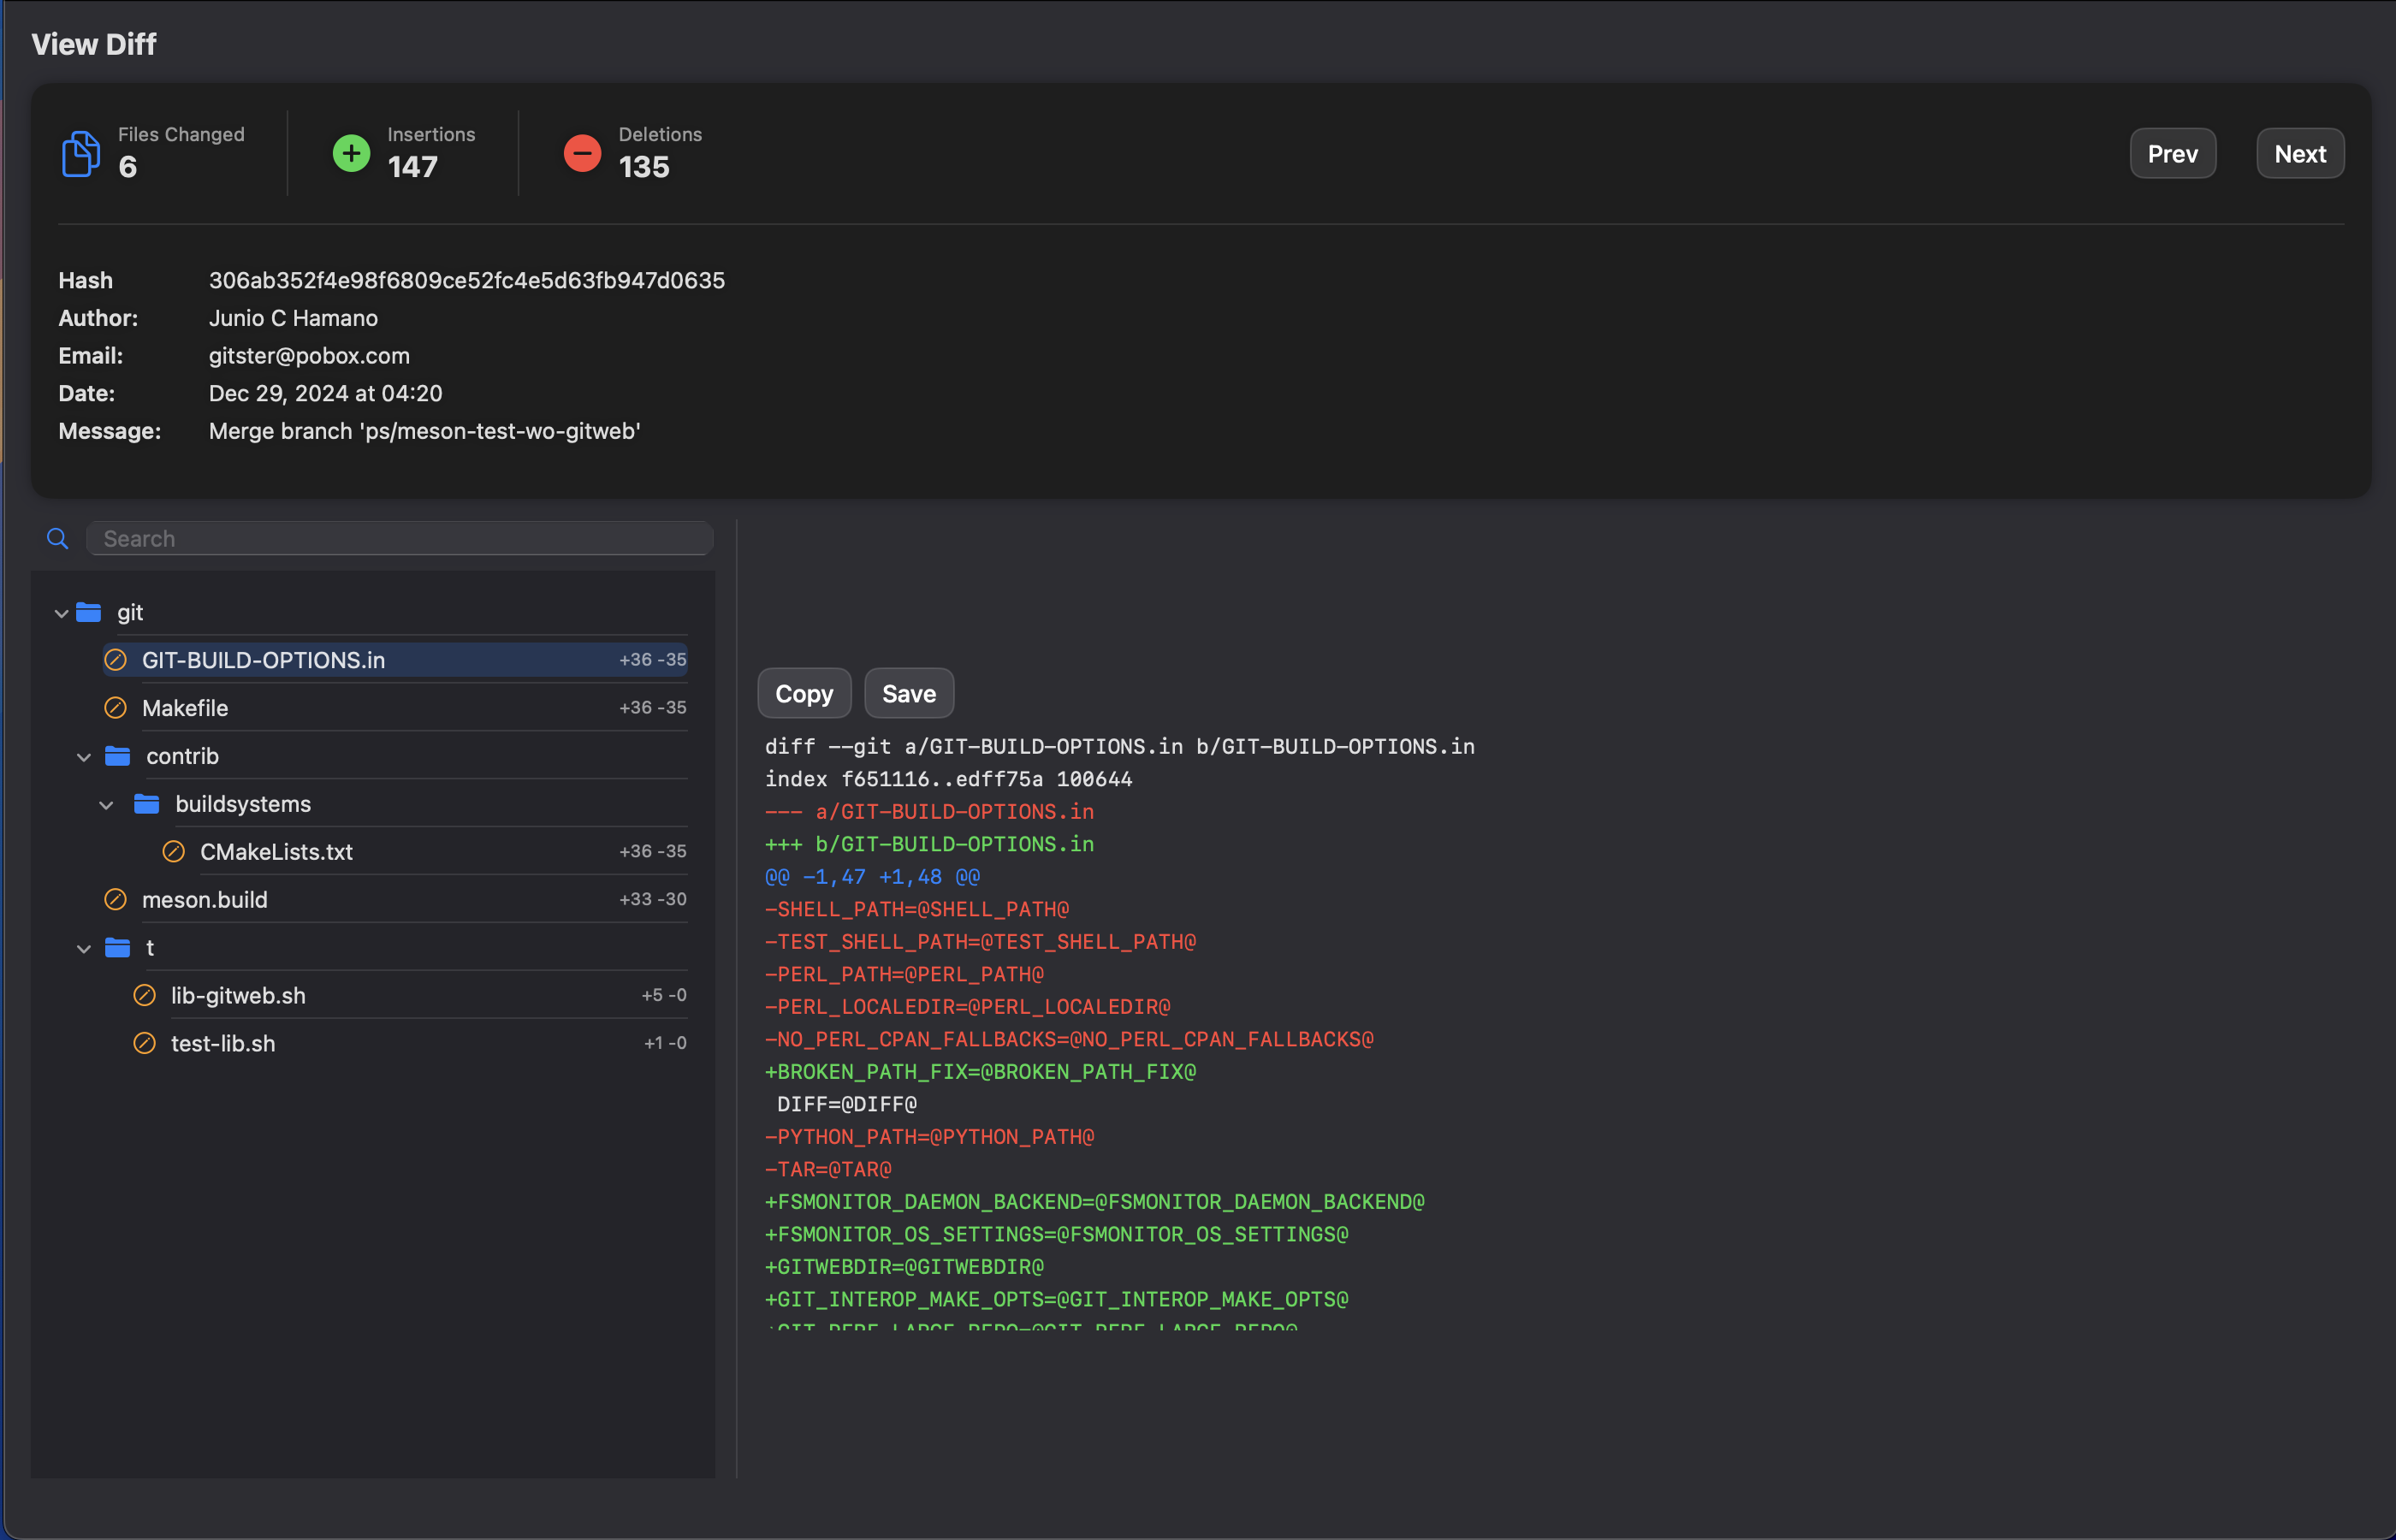 View Diff
Files Changed
6
Insertions
147
Deletions
135
Prev
Next
Hash 306ab352f4e98f6809ce52fc4e5d63fb947d0635
Author: Junio C Hamano
Email: gitster@pobox.com
Date: Dec 29, 2024 at 04:20
Message: Merge branch 'ps/meson-test-wo-gitweb'
Search
git
GIT-BUILD-OPTIONS.in +36 -35
Makefile +36 -35
contrib
buildsystems
CMakeLists.txt +36 -35
meson.build +33 -30
t
lib-gitweb.sh +5 -0
test-lib.sh +1 -0
Copy
Save
diff --git a/GIT-BUILD-OPTIONS.in b/GIT-BUILD-OPTIONS.in
index f651116..edff75a 100644
--- a/GIT-BUILD-OPTIONS.in
+++ b/GIT-BUILD-OPTIONS.in
@@ -1,47 +1,48 @@
-SHELL_PATH=@SHELL_PATH@
-TEST_SHELL_PATH=@TEST_SHELL_PATH@
-PERL_PATH=@PERL_PATH@
-PERL_LOCALEDIR=@PERL_LOCALEDIR@
-NO_PERL_CPAN_FALLBACKS=@NO_PERL_CPAN_FALLBACKS@
+BROKEN_PATH_FIX=@BROKEN_PATH_FIX@
 DIFF=@DIFF@
-PYTHON_PATH=@PYTHON_PATH@
-TAR=@TAR@
+FSMONITOR_DAEMON_BACKEND=@FSMONITOR_DAEMON_BACKEND@
+FSMONITOR_OS_SETTINGS=@FSMONITOR_OS_SETTINGS@
+GITWEBDIR=@GITWEBDIR@
+GIT_INTEROP_MAKE_OPTS=@GIT_INTEROP_MAKE_OPTS@